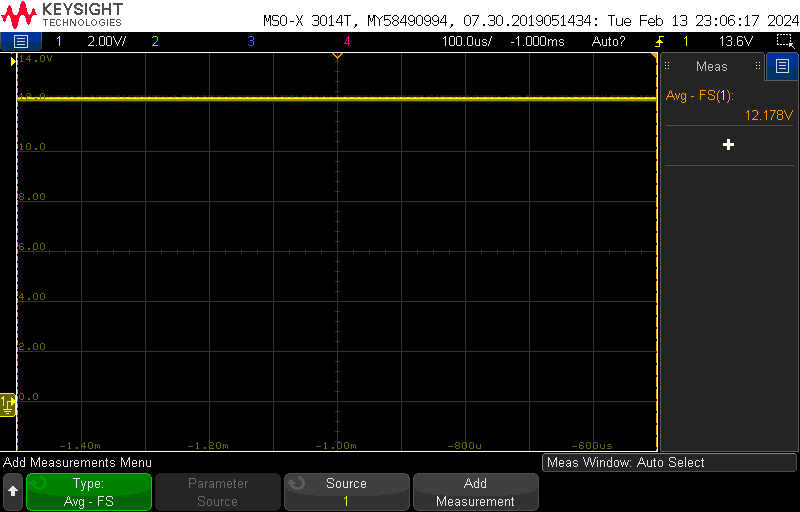 KEYSIGHT
TECHNOLOGIES
MSO-X 3014T, MY58490994, 07.30.2019051434: Tue Feb 13 23:06:17 2024
1 2.00V/ 2 3 4 100.0us/ -1.000ms Auto? 1 13.6V
14.0V
12.0
10.0
8.00
6.00
4.00
2.00
0.0
1
-1.40m -1.20m -1.00m -800u -600us
Meas
Avg - FS(1):
12.178V
+
Add Measurements Menu
Meas Window: Auto Select
Type:
Avg - FS
Parameter
Source
Source
1
Add
Measurement